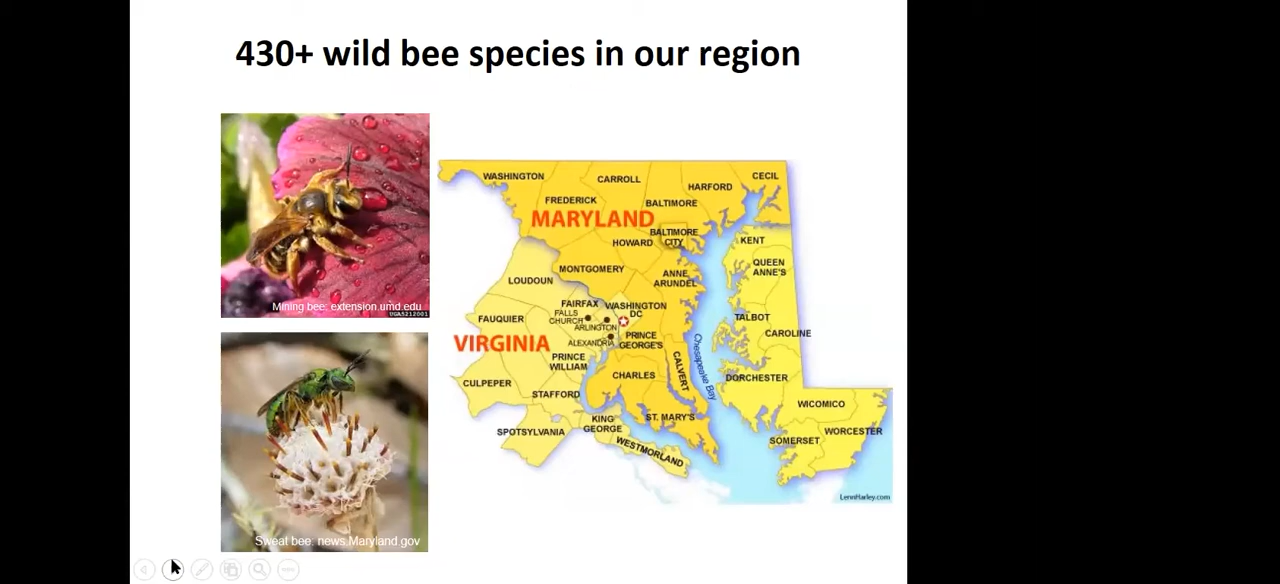 430+ wild bee species in our region
Mining bee: extension.umd.edu
UGA5212001
Sweat bee: news.Maryland.gov
WASHINGTON
CARROLL
CECIL
HARFORD
FREDERICK
BALTIMORE
MARYLAND
BALTIMORE
CITY
HOWARD
KENT
QUEEN
ANNE'S
MONTGOMERY
ANNE
ARUNDEL
LOUDOUN
FAIRFAX
WASHINGTON
DC
FALLS
CHURCH
ARLINGTON
ALEXANDRIA
FAUQUIER
TALBOT
CAROLINE
PRINCE
GEORGE'S
VIRGINIA
PRINCE
WILLIAM
CHARLES
CALVERT
Chesapeake Bay
CULPEPER
STAFFORD
DORCHESTER
WICOMICO
KING
GEORGE
ST. MARY'S
SPOTSYLVANIA
WESTMORLAND
SOMERSET
WORCESTER
LennHarley.com